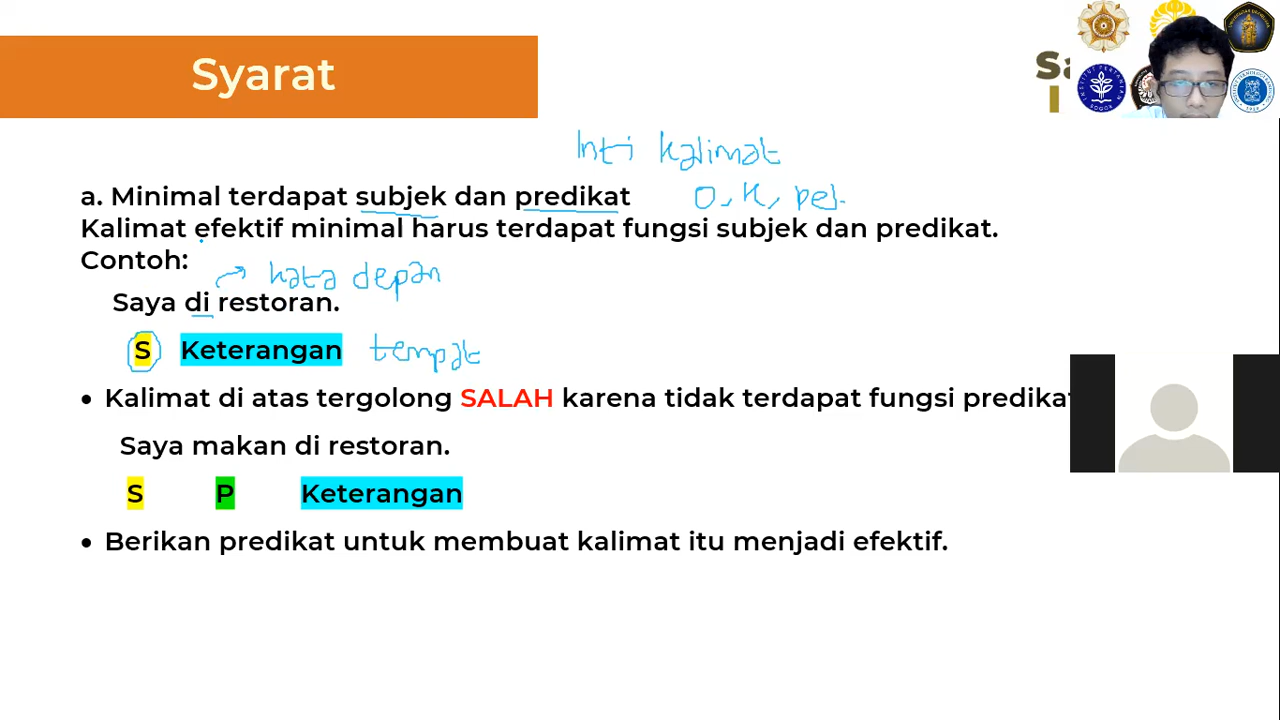 Syarat
Inti kalimat
a. Minimal terdapat subjek dan predikat O, K, pel.
Kalimat efektif minimal harus terdapat fungsi subjek dan predikat.
Contoh:
kata depan
Saya di restoran.
S Keterangan tempat
• Kalimat di atas tergolong SALAH karena tidak terdapat fungsi predikat
Saya makan di restoran.
S P Keterangan
• Berikan predikat untuk membuat kalimat itu menjadi efektif.